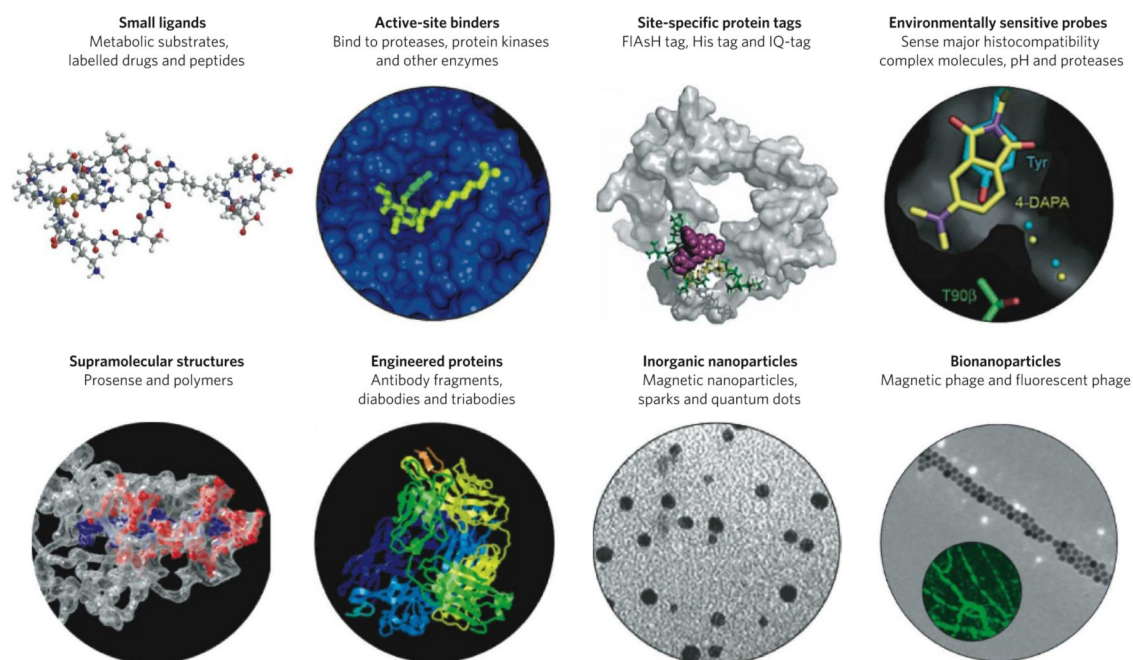 Small ligands
Metabolic substrates,
labelled drugs and peptides
Active-site binders
Bind to proteases, protein kinases
and other enzymes
Site-specific protein tags
FlAsH tag, His tag and IQ-tag
Environmentally sensitive probes
Sense major histocompatibility
complex molecules, pH and proteases
Tyr
4-DAPA
T90β
Supramolecular structures
Prosense and polymers
Engineered proteins
Antibody fragments,
diabodies and triabodies
Inorganic nanoparticles
Magnetic nanoparticles,
sparks and quantum dots
Bionanoparticles
Magnetic phage and fluorescent phage